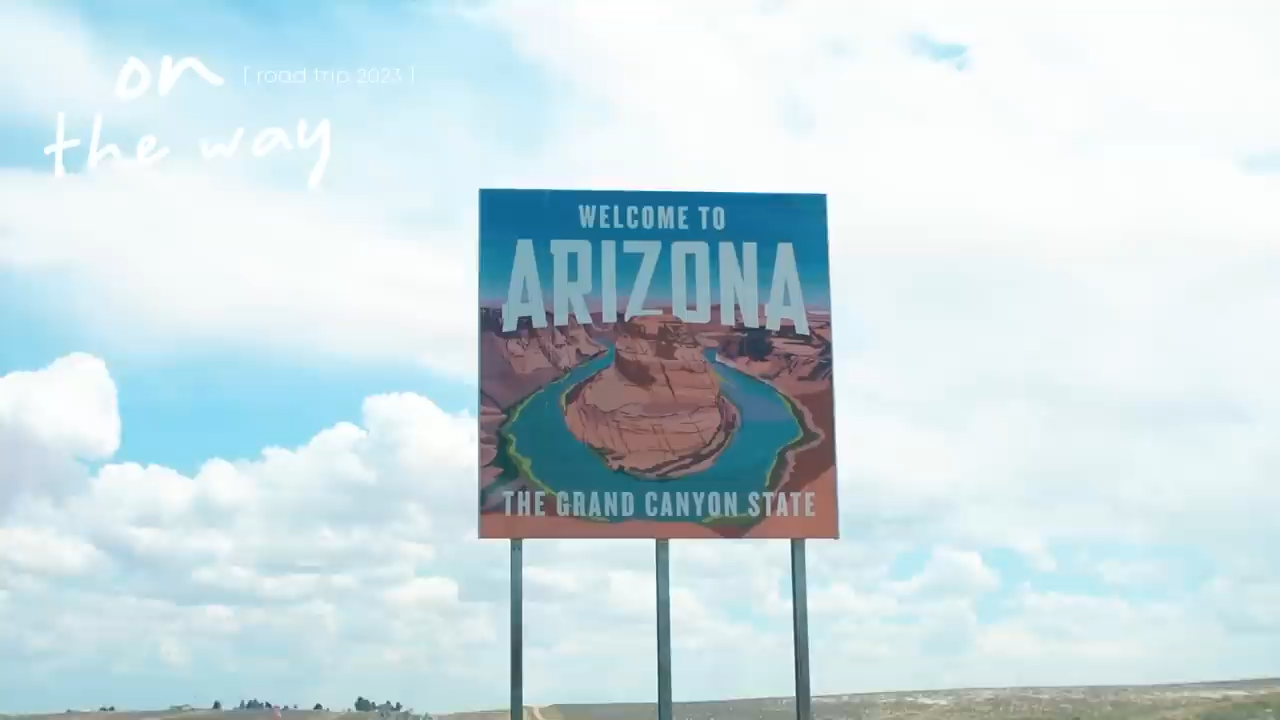 on [ road trip 2023 ]
the way
WELCOME TO
ARIZONA
THE GRAND CANYON STATE